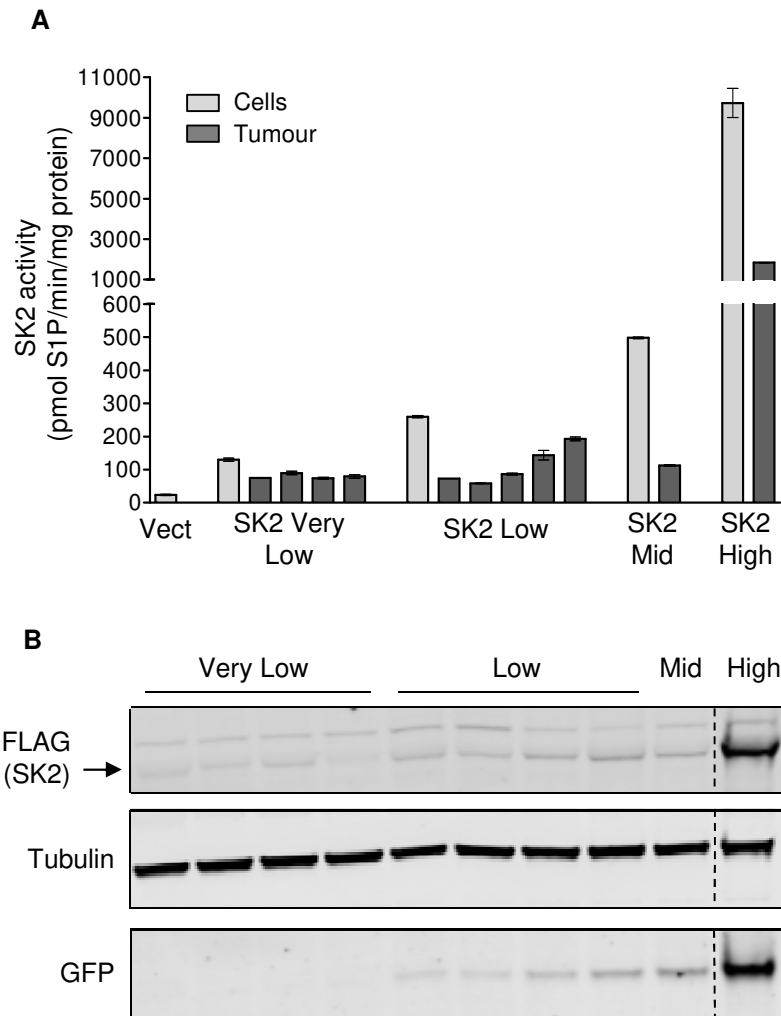 A
SK2 activity
(pmol S1P/min/mg protein)
11000
9000
7000
5000
3000
1000
600
500
400
300
200
100
0
Cells
Tumour
Vect
SK2 Very
Low
SK2 Low
SK2
Mid
SK2
High
B
Very Low
Low
Mid
High
FLAG
(SK2)
Tubulin
GFP